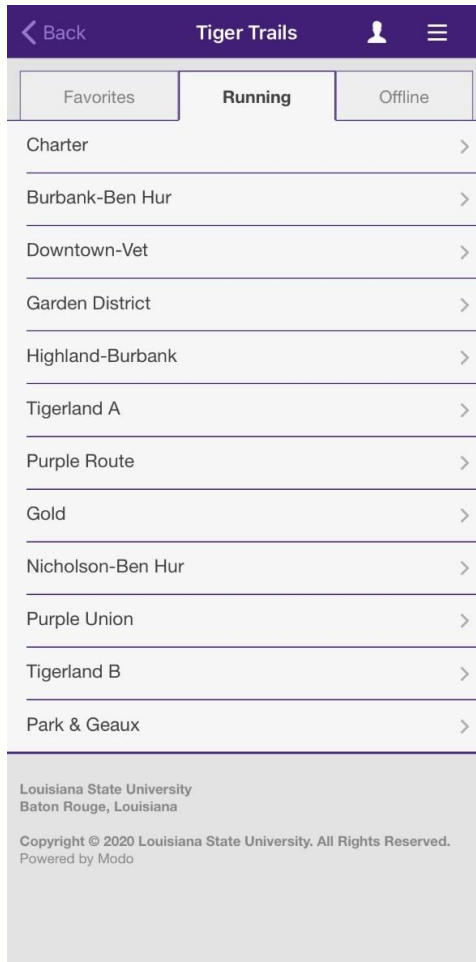 Back
Tiger Trails
Favorites
Running
Offline
Charter
Burbank-Ben Hur
Downtown-Vet
Garden District
Highland-Burbank
Tigerland A
Purple Route
Gold
Nicholson-Ben Hur
Purple Union
Tigerland B
Park & Geaux
Louisiana State University
Baton Rouge, Louisiana
Copyright © 2020 Louisiana State University. All Rights Reserved.
Powered by Modo